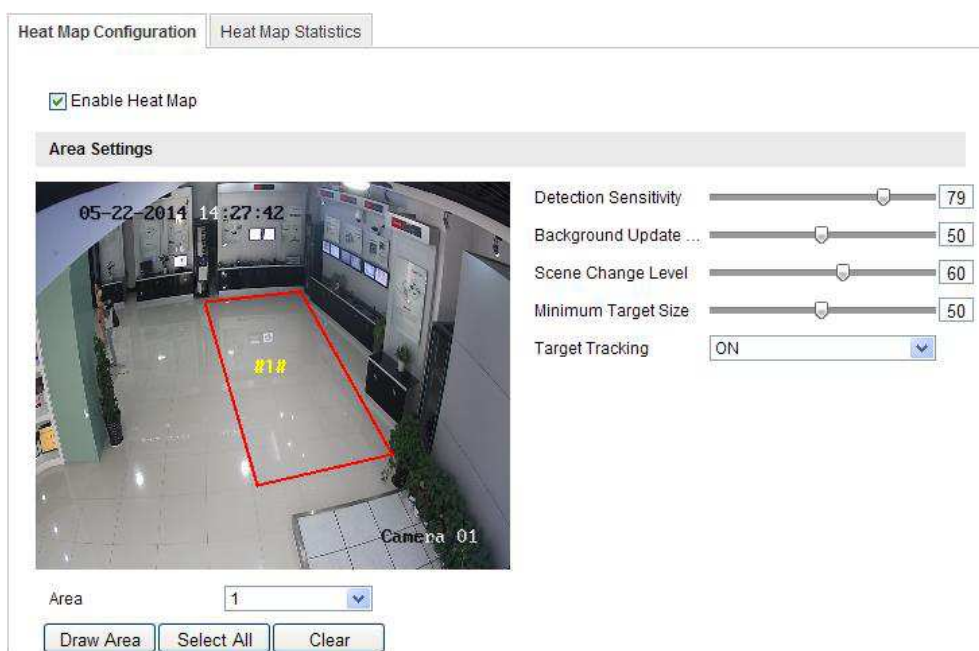 Heat Map Configuration Heat Map Statistics
Enable Heat Map
Area Settings
05-22-2014 14:27:42
#1#
Camera 01
Detection Sensitivity 79
Background Update ... 50
Scene Change Level 60
Minimum Target Size 50
Target Tracking ON
Area 1
Draw Area Select All Clear